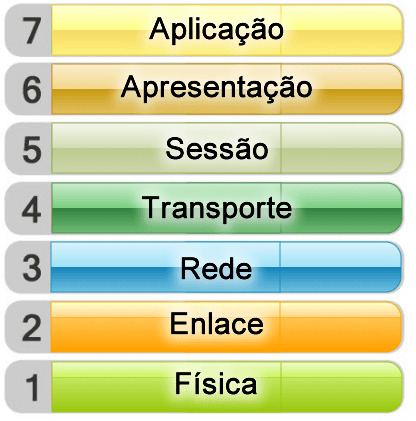 7 Aplicação
6 Apresentação
5 Sessão
4 Transporte
3 Rede
2 Enlace
1 Física